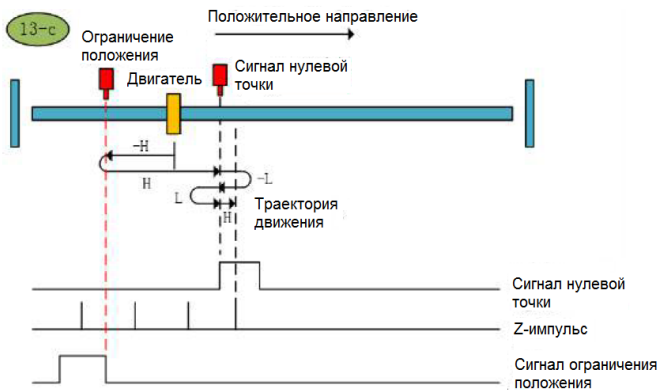 13-c
Положительное направление
Ограничение
положения
Двигатель
Сигнал нулевой
точки
-H
H
-L
L
H
Траектория
движения
Сигнал нулевой
точки
Z-импульс
Сигнал ограничения
положения